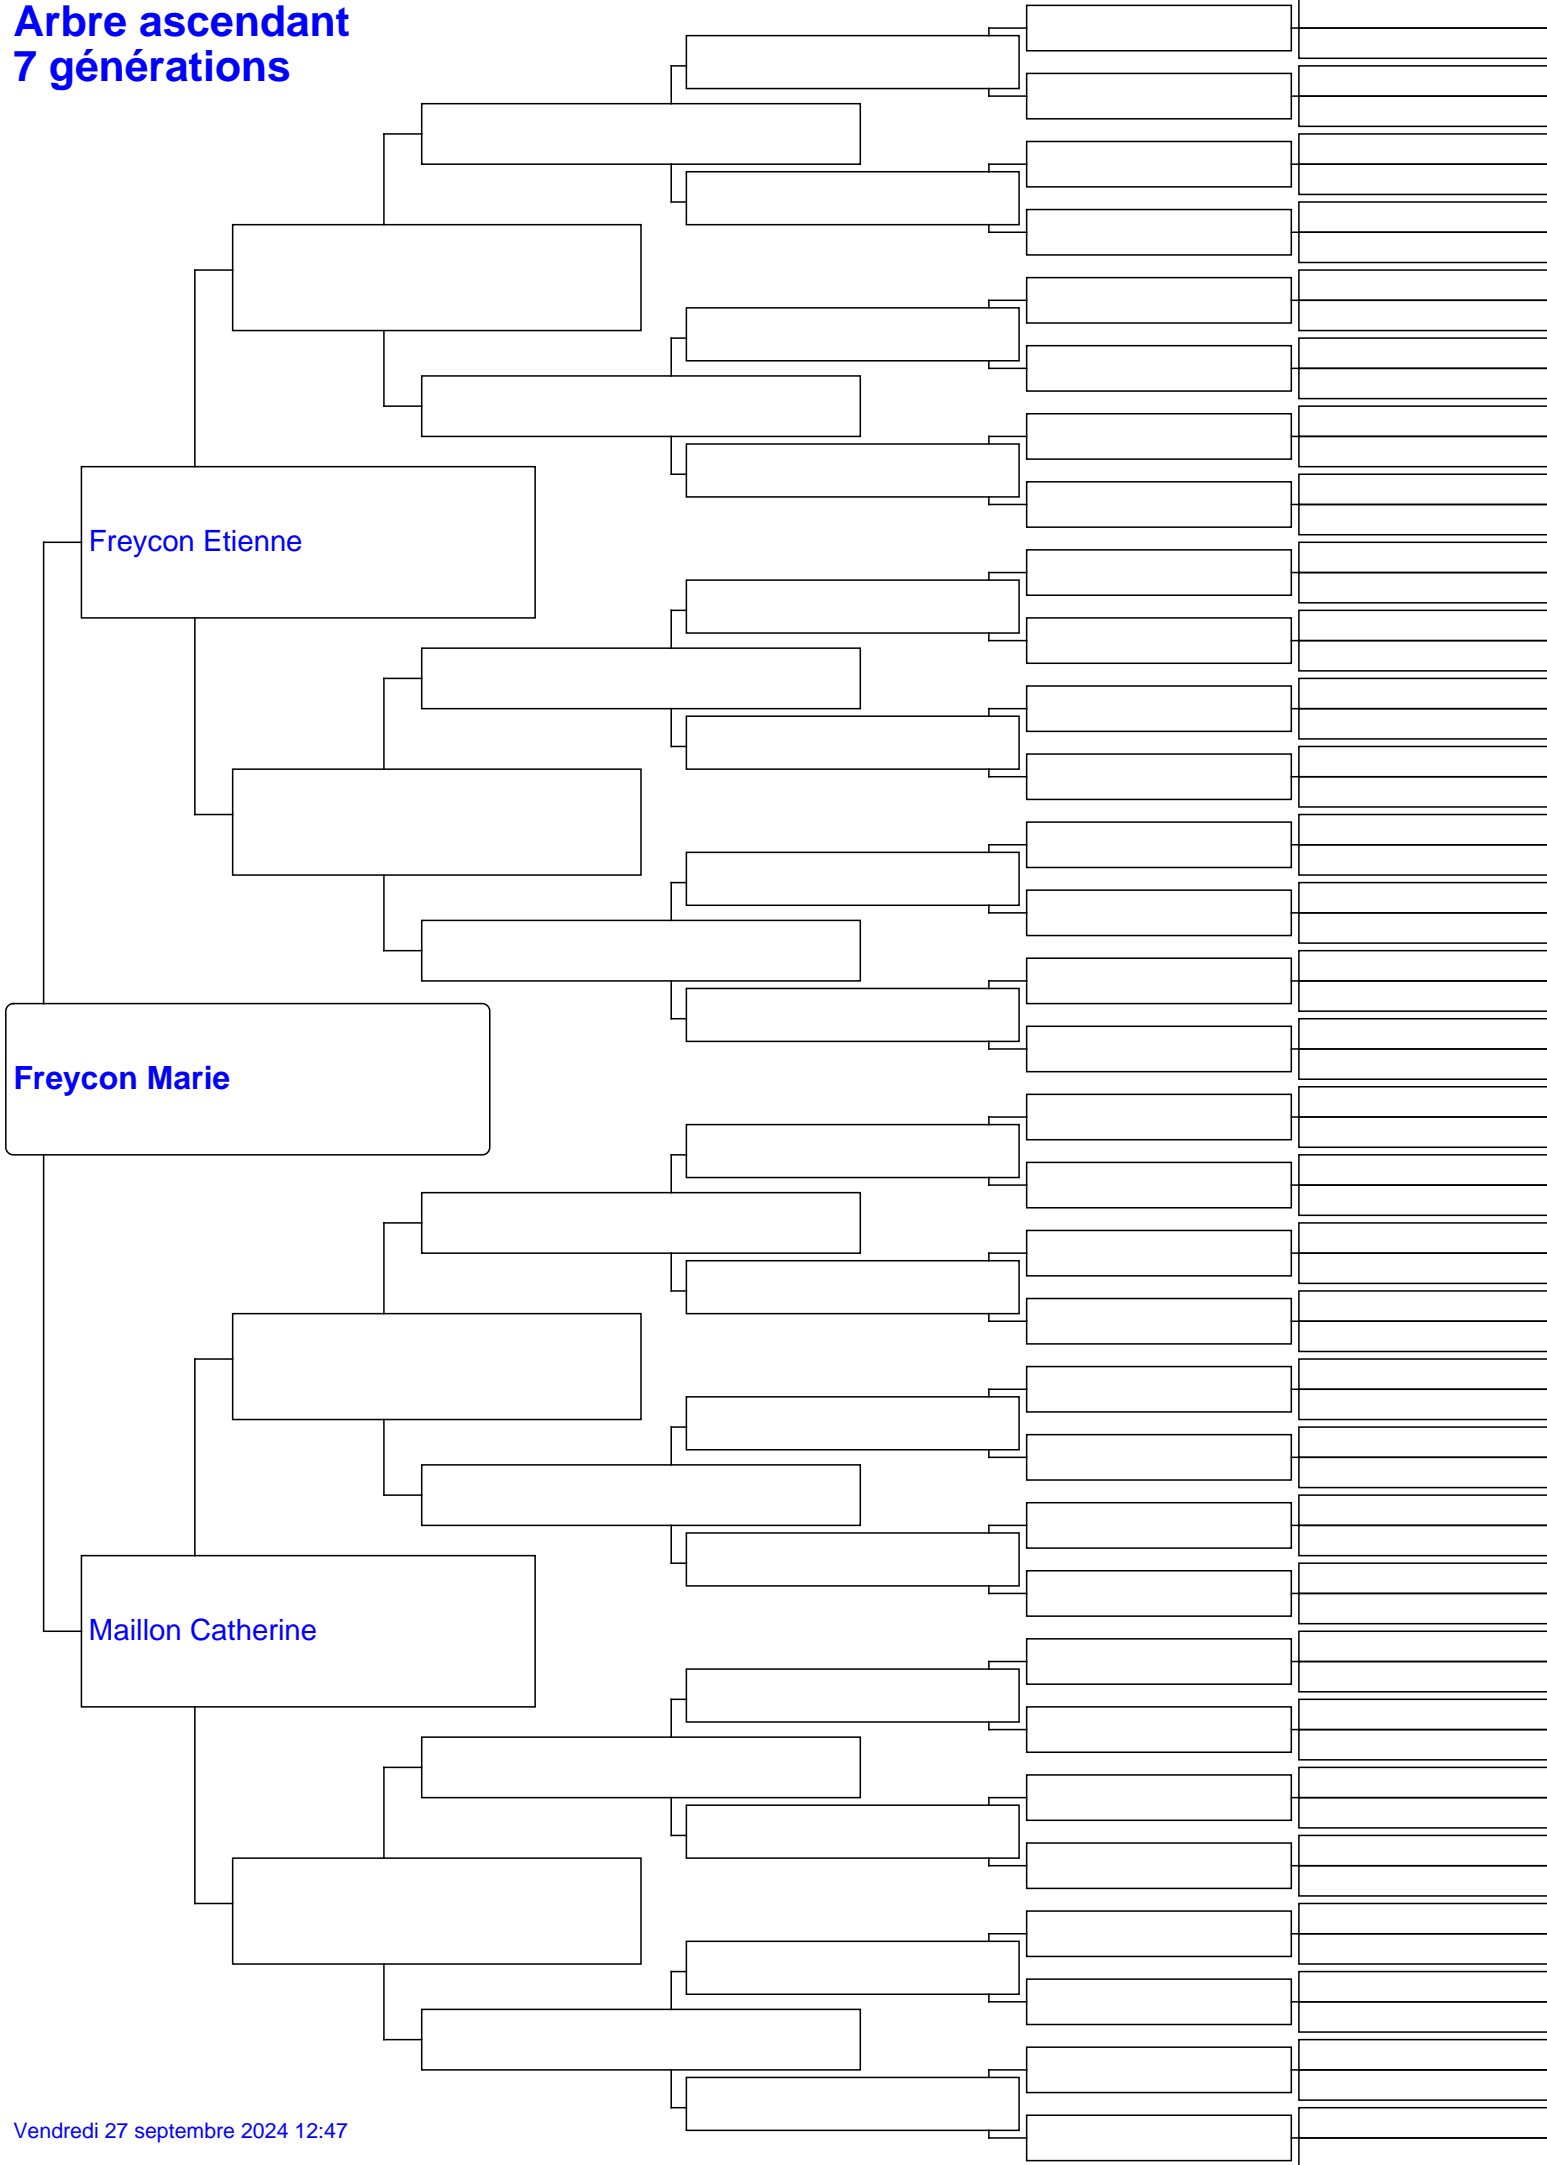 Arbre ascendant
7 générations
Freycon Etienne
Freycon Marie
Maillon Catherine
Vendredi 27 septembre 2024 12:47